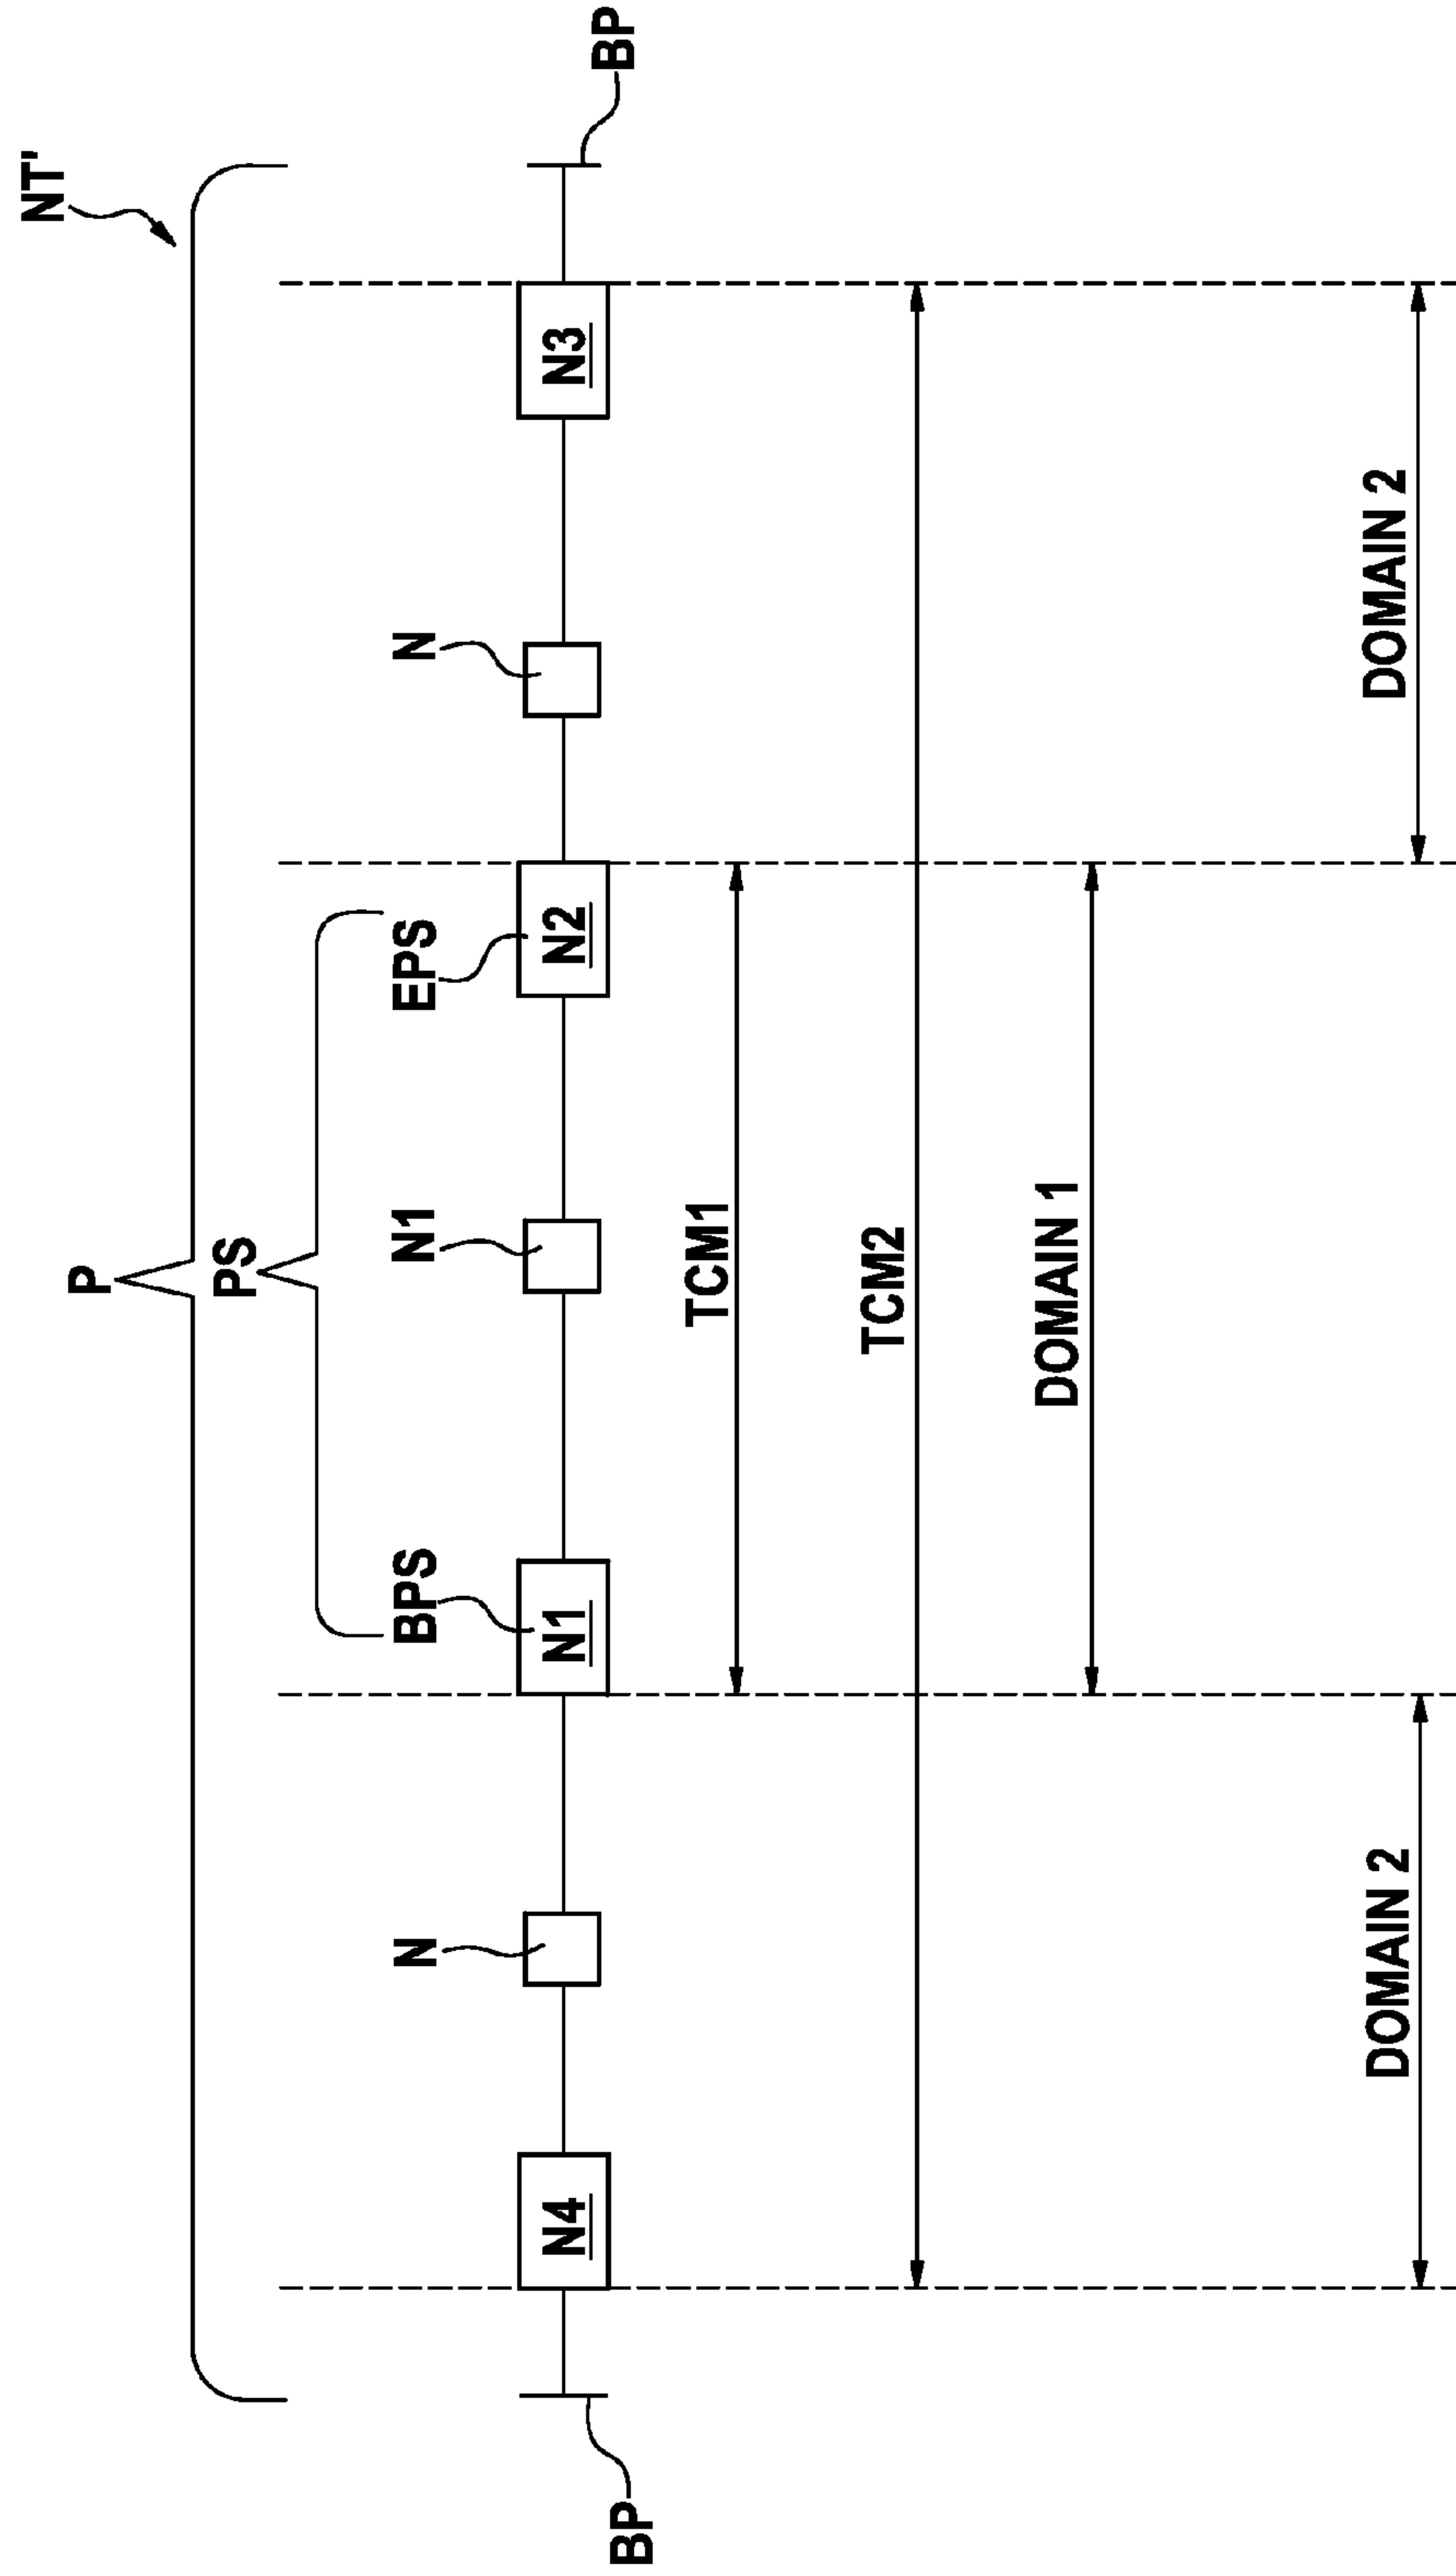 NT'
P
PS
BP
N
BPS
N1
EPS
N
BP
N4
N1
N2
N3
TCM1
TCM2
DOMAIN 1
DOMAIN 2
DOMAIN 2